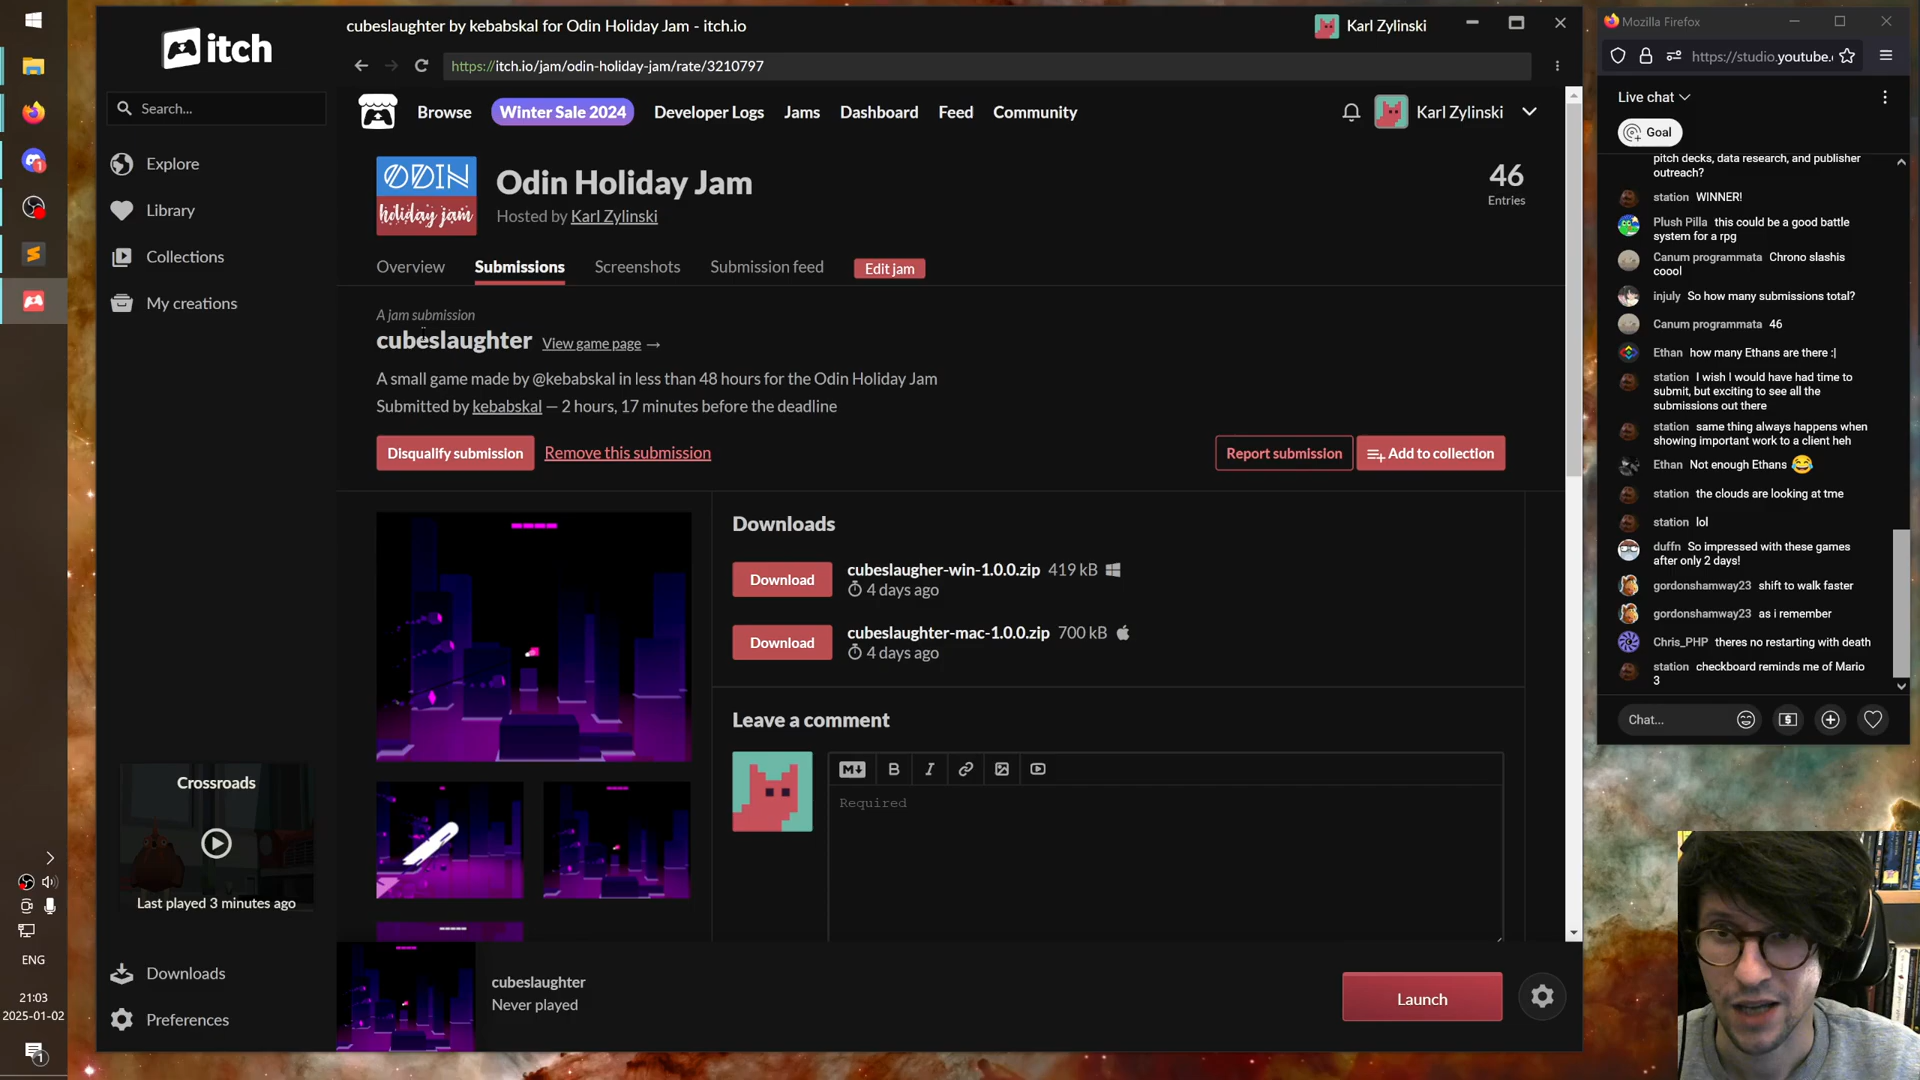 itch
Search...
Explore
Library
Collections
My creations
Crossroads
Last played 3 minutes ago
Downloads
Preferences
ENG
21:03
2025-01-02
1
1
cubeslaughter by kebabskal for Odin Holiday Jam - itch.io
Karl Zylinski
https://itch.io/jam/odin-holiday-jam/rate/3210797
Browse
Winter Sale 2024
Developer Logs
Jams
Dashboard
Feed
Community
Karl Zylinski
ODIN
holiday jam
Odin Holiday Jam
Hosted by Karl Zylinski
46
Entries
Overview
Submissions
Screenshots
Submission feed
Edit jam
A jam submission
cubeslaughter View game page →
A small game made by @kebabskal in less than 48 hours for the Odin Holiday Jam
Submitted by kebabskal — 2 hours, 17 minutes before the deadline
Disqualify submission
Remove this submission
Report submission
Add to collection
Downloads
Download
cubeslaugher-win-1.0.0.zip 419 kB
4 days ago
Download
cubeslaughter-mac-1.0.0.zip 700 kB
4 days ago
Leave a comment
M
B
I
Required
cubeslaughter
Never played
Launch
Mozilla Firefox
https://studio.youtube.
Live chat
Goal
pitch decks, data research, and publisher
outreach?
station WINNER!
Plush Pilla this could be a good battle
system for a rpg
Canum programmata Chrono slashis
coool
injuly So how many submissions total?
Canum programmata 46
Ethan how many Ethans are there :|
station I wish I would have had time to
submit, but exciting to see all the
submissions out there
station same thing always happens when
showing important work to a client heh
Ethan Not enough Ethans 😂
station the clouds are looking at tme
station lol
duffn So impressed with these games
after only 2 days!
gordonshamway23 shift to walk faster
gordonshamway23 as i remember
Chris_PHP theres no restarting with death
station checkboard reminds me of Mario
3
Chat...